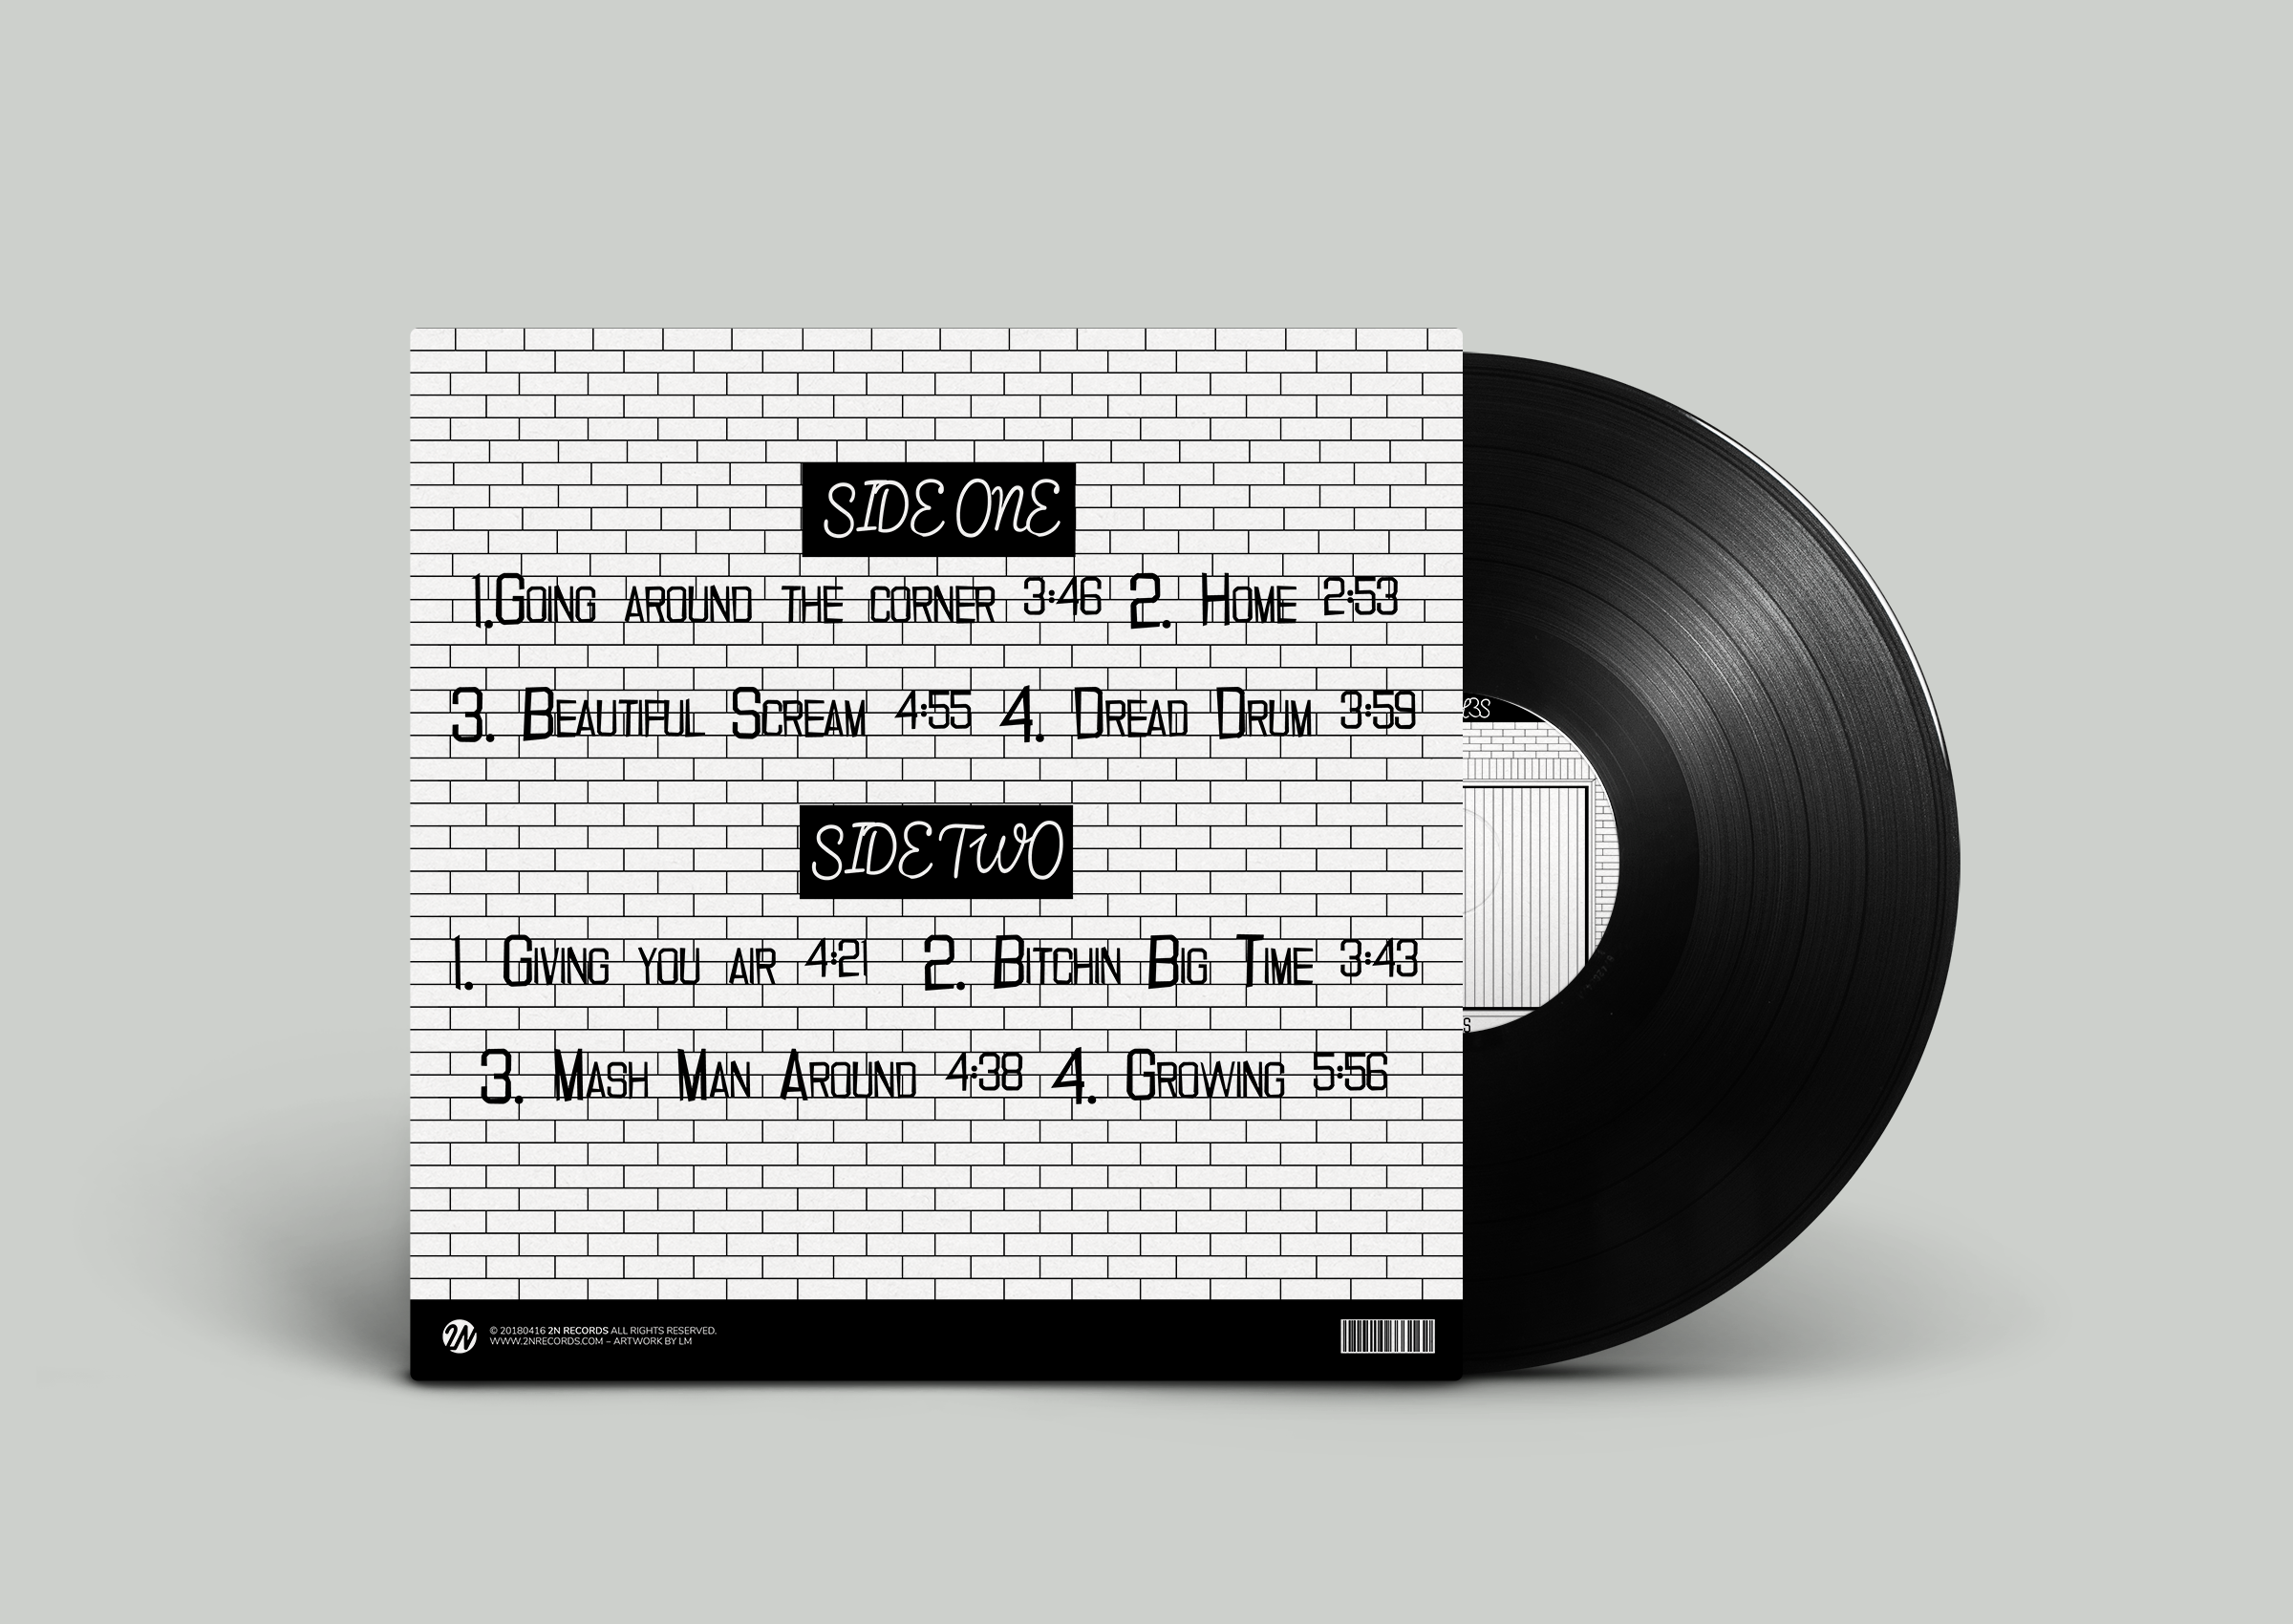 SIDE ONE
1.Going around the corner 3:46 2. Home 2:53
3. Beautiful Scream 4:55 4. Dread Drum 3:59
SIDE TWO
1. Giving you air 4:21 2. Bitchin Big Time 3:43
3. Mash Man Around 4:38 4. Growing 5:56
2N
© 20180416 2N RECORDS ALL RIGHTS RESERVED.
WWW.2NRECORDS.COM – ARTWORK BY LM